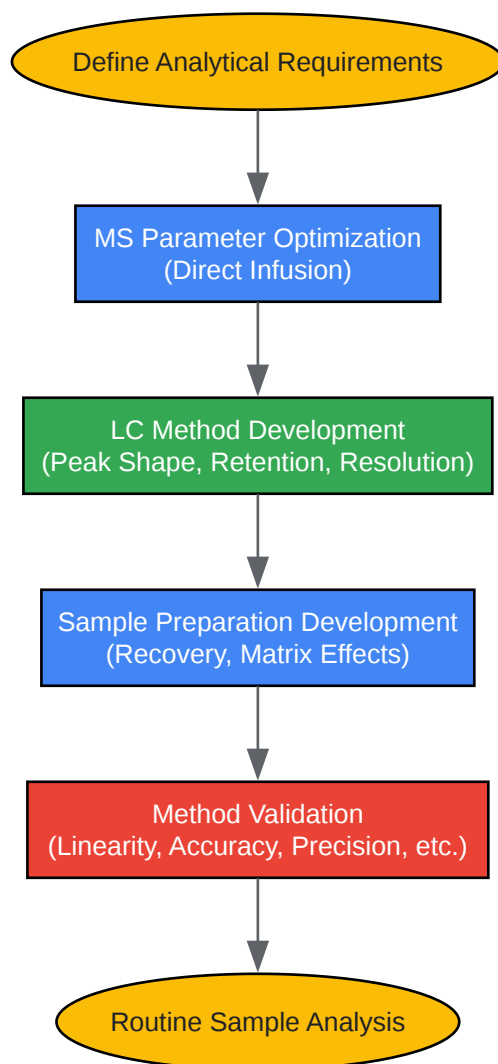 Define Analytical Requirements
MS Parameter Optimization
(Direct Infusion)
LC Method Development
(Peak Shape, Retention, Resolution)
Sample Preparation Development
(Recovery, Matrix Effects)
Method Validation
(Linearity, Accuracy, Precision, etc.)
Routine Sample Analysis